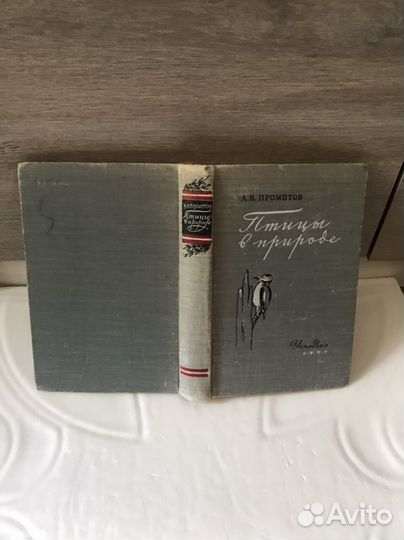 А.Н. ПРОМПТОВ
Птицы
в природе
Учпедгиз
А.Н.ПРОМПТОВ
Птицы
в природе
Avito